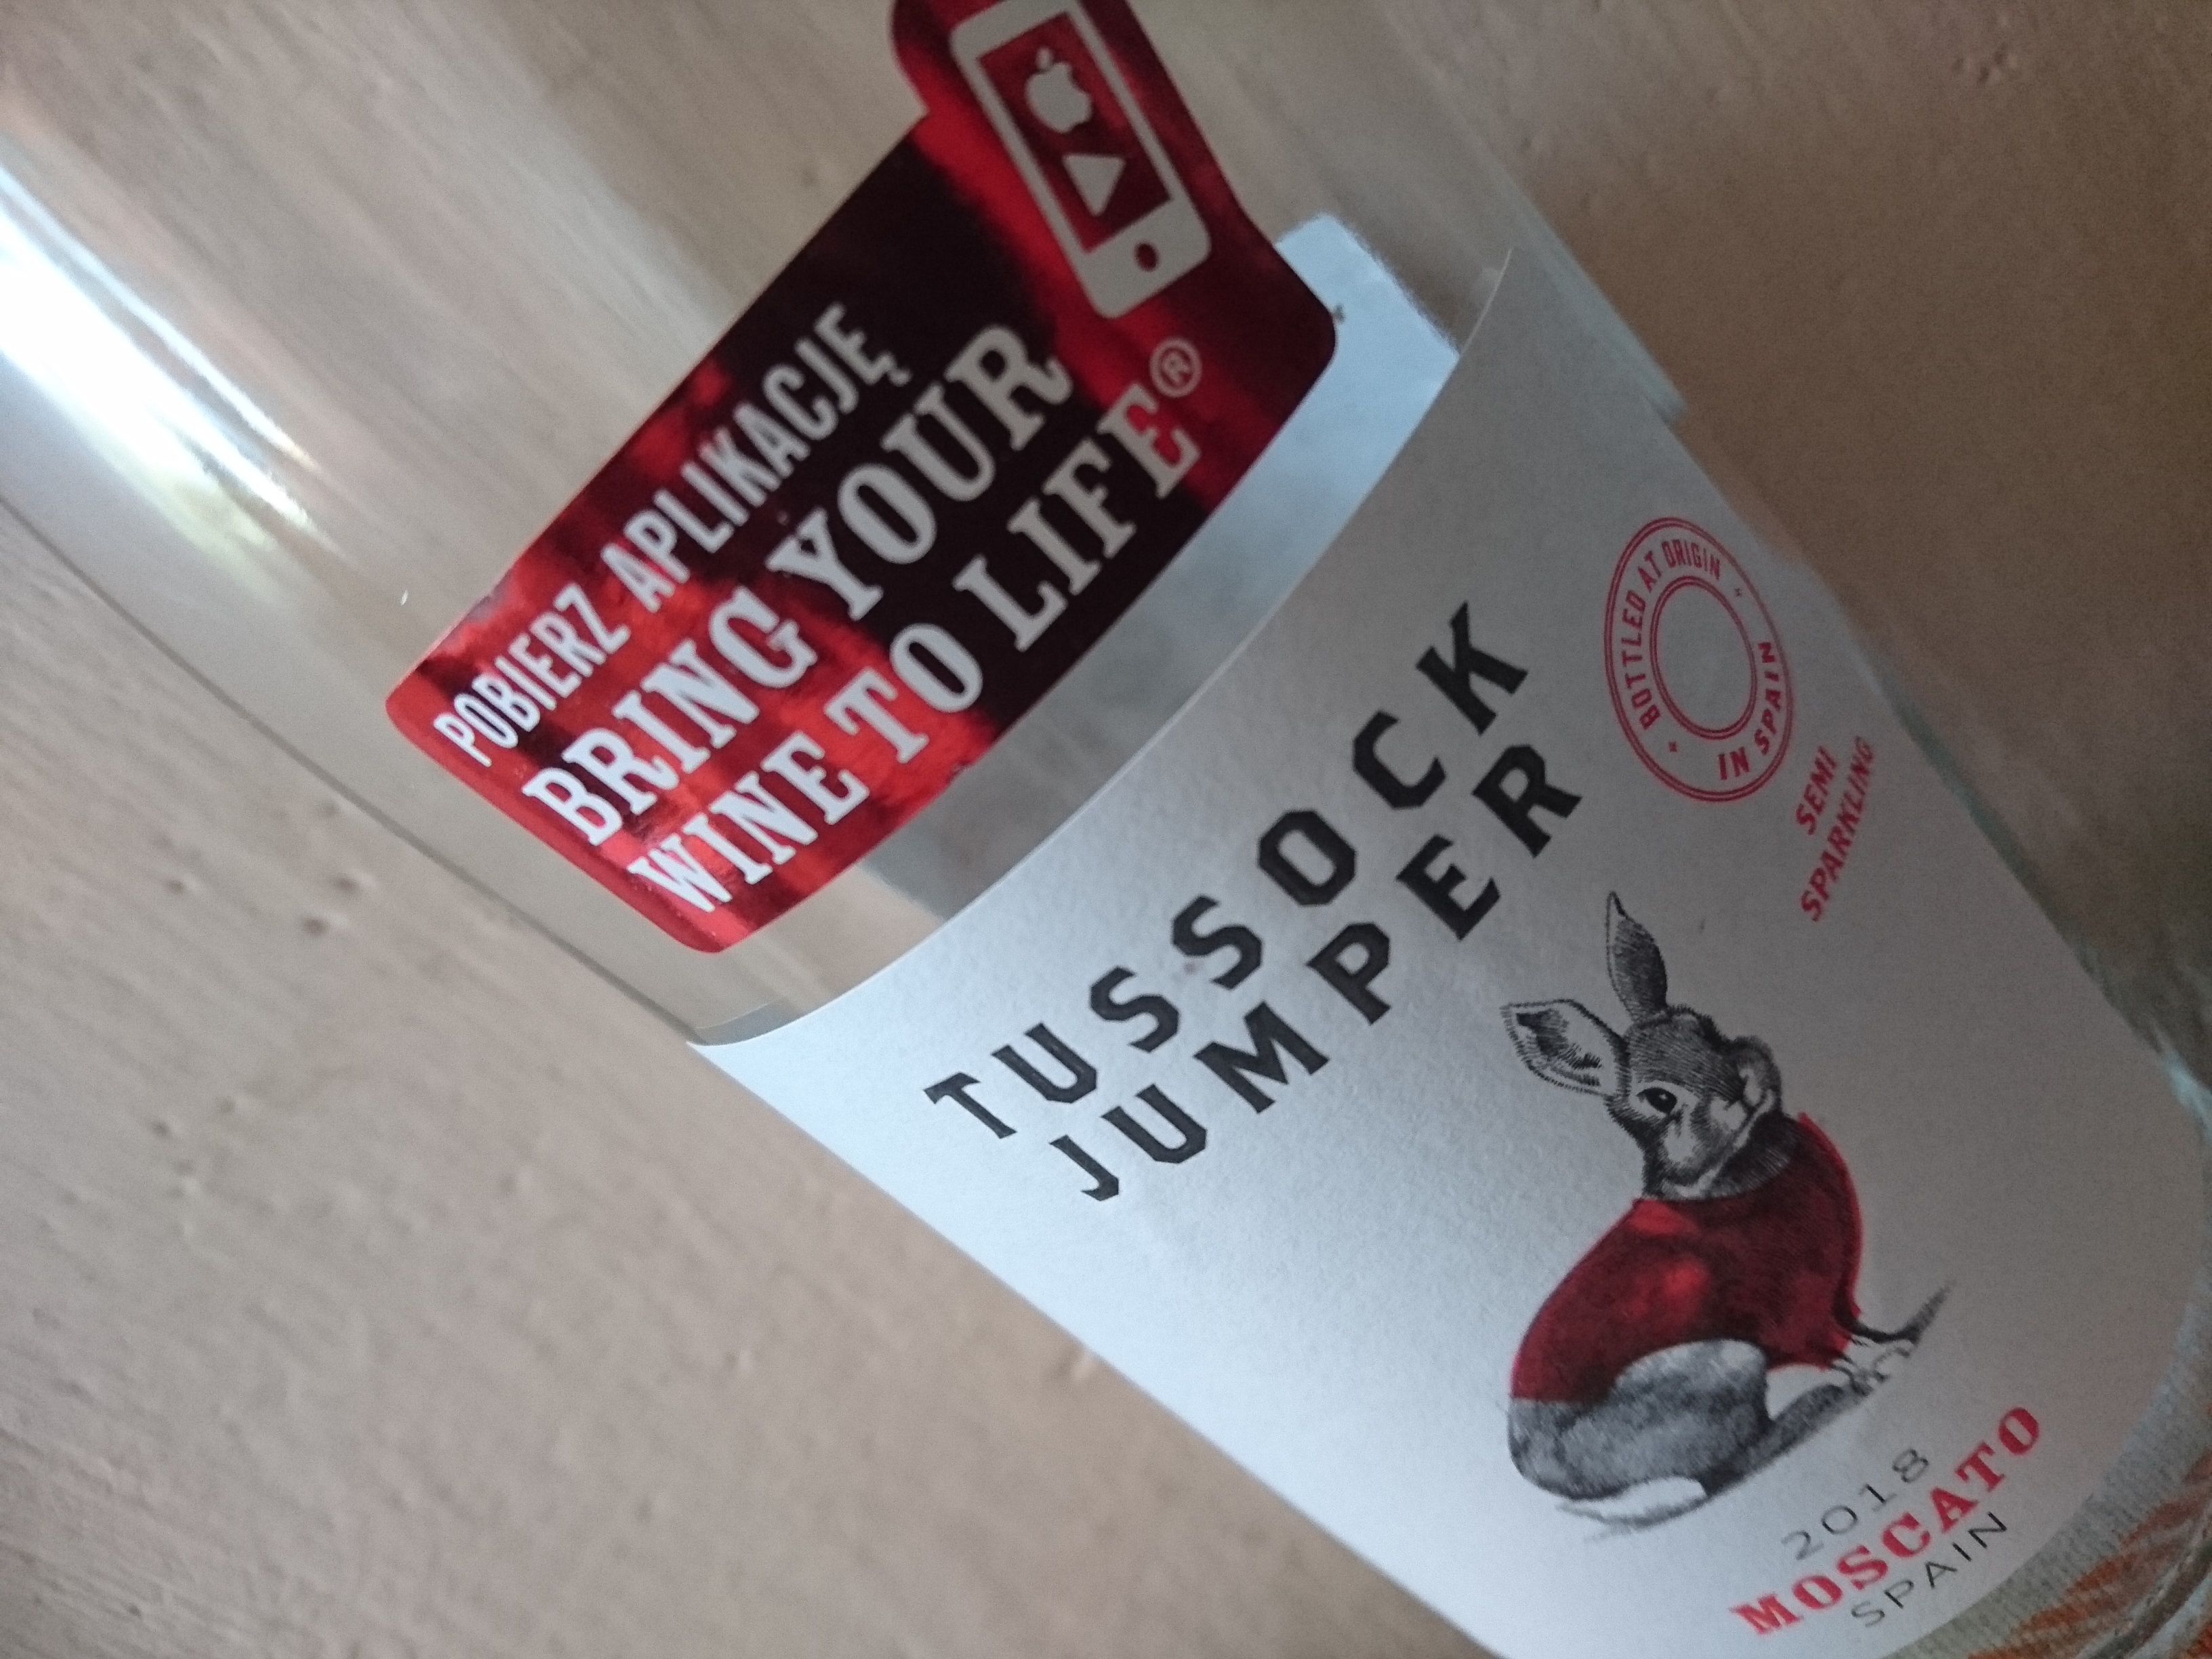 POBIERZ APLIKACJĘ
BRING YOUR
WINE TO LIFE®
TUSSOCK
JUMPER
BOTTLED AT ORIGIN
IN SPAIN
SEMI
SPARKLING
2018
MOSCATO
SPAIN